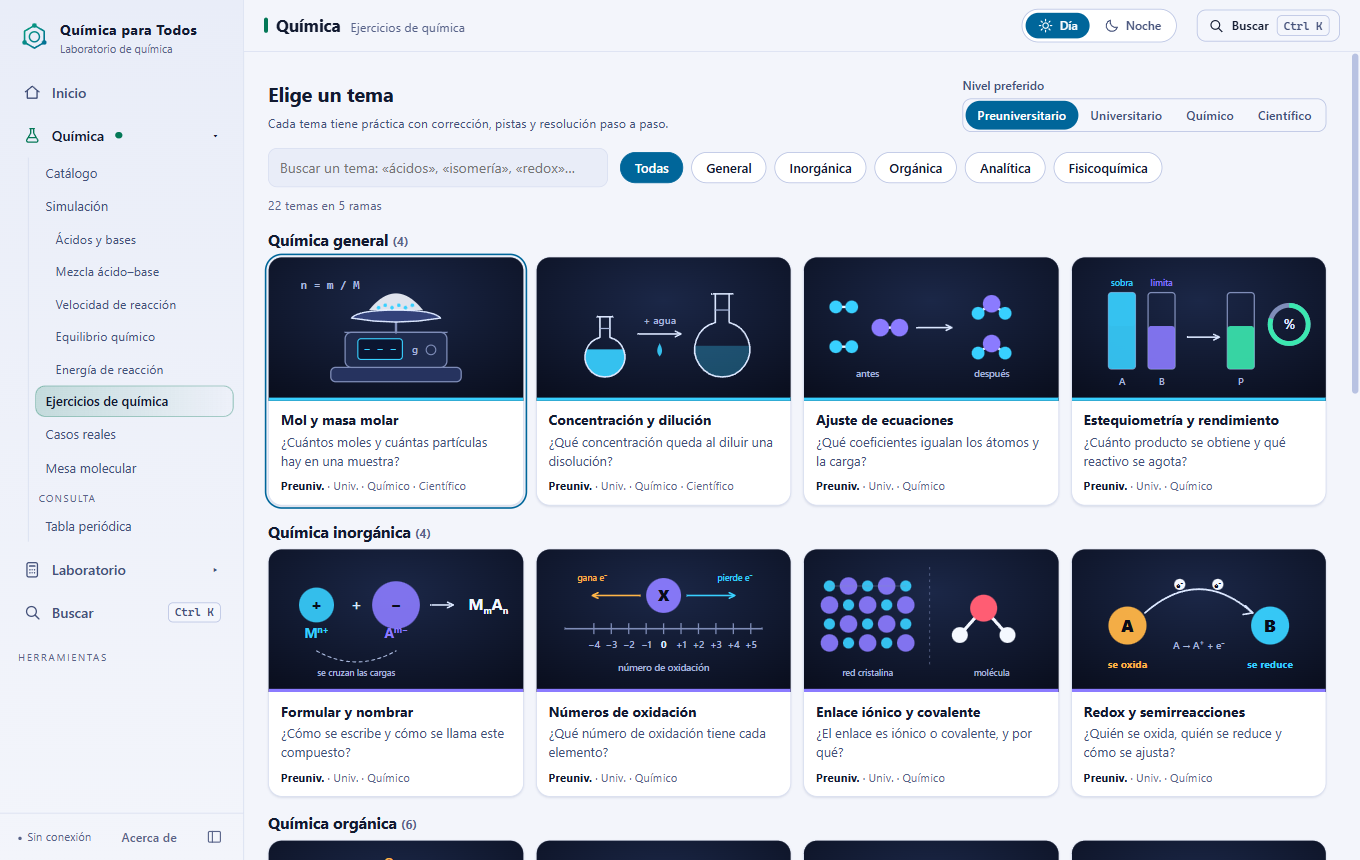 Química para Todos
Laboratorio de química
Inicio
Química
Catálogo
Simulación
Ácidos y bases
Mezcla ácido–base
Velocidad de reacción
Equilibrio químico
Energía de reacción
Ejercicios de química
Casos reales
Mesa molecular
CONSULTA
Tabla periódica
Laboratorio
Buscar Ctrl K
HERRAMIENTAS
• Sin conexión Acerca de
Química Ejercicios de química
Día Noche
Buscar Ctrl K
Elige un tema
Cada tema tiene práctica con corrección, pistas y resolución paso a paso.
Nivel preferido
Preuniversitario Universitario Químico Científico
Buscar un tema: «ácidos», «isomería», «redox»...
Todas General Inorgánica Orgánica Analítica Fisicoquímica
22 temas en 5 ramas
Química general (4)
n = m / M
– – – g
Mol y masa molar
¿Cuántos moles y cuántas partículas
hay en una muestra?
Preuniv. · Univ. · Químico · Científico
+ agua
Concentración y dilución
¿Qué concentración queda al diluir una
disolución?
Preuniv. · Univ. · Químico · Científico
antes después
Ajuste de ecuaciones
¿Qué coeficientes igualan los átomos y
la carga?
Preuniv. · Univ. · Químico
sobra limita
%
A B P
Estequiometría y rendimiento
¿Cuánto producto se obtiene y qué
reactivo se agota?
Preuniv. · Univ. · Químico
Química inorgánica (4)
+ + − MₘAₙ
Mⁿ⁺ Aᵐ⁻
se cruzan las cargas
Formular y nombrar
¿Cómo se escribe y cómo se llama este
compuesto?
Preuniv. · Univ. · Químico
gana e⁻ pierde e⁻
X
−4 −3 −2 −1 0 +1 +2 +3 +4 +5
número de oxidación
Números de oxidación
¿Qué número de oxidación tiene cada
elemento?
Preuniv. · Univ. · Químico
red cristalina molécula
Enlace iónico y covalente
¿El enlace es iónico o covalente, y por
qué?
Preuniv. · Univ. · Químico
A B
A → A⁺ + e⁻
se oxida se reduce
Redox y semirreacciones
¿Quién se oxida, quién se reduce y
cómo se ajusta?
Preuniv. · Univ. · Químico
Química orgánica (6)